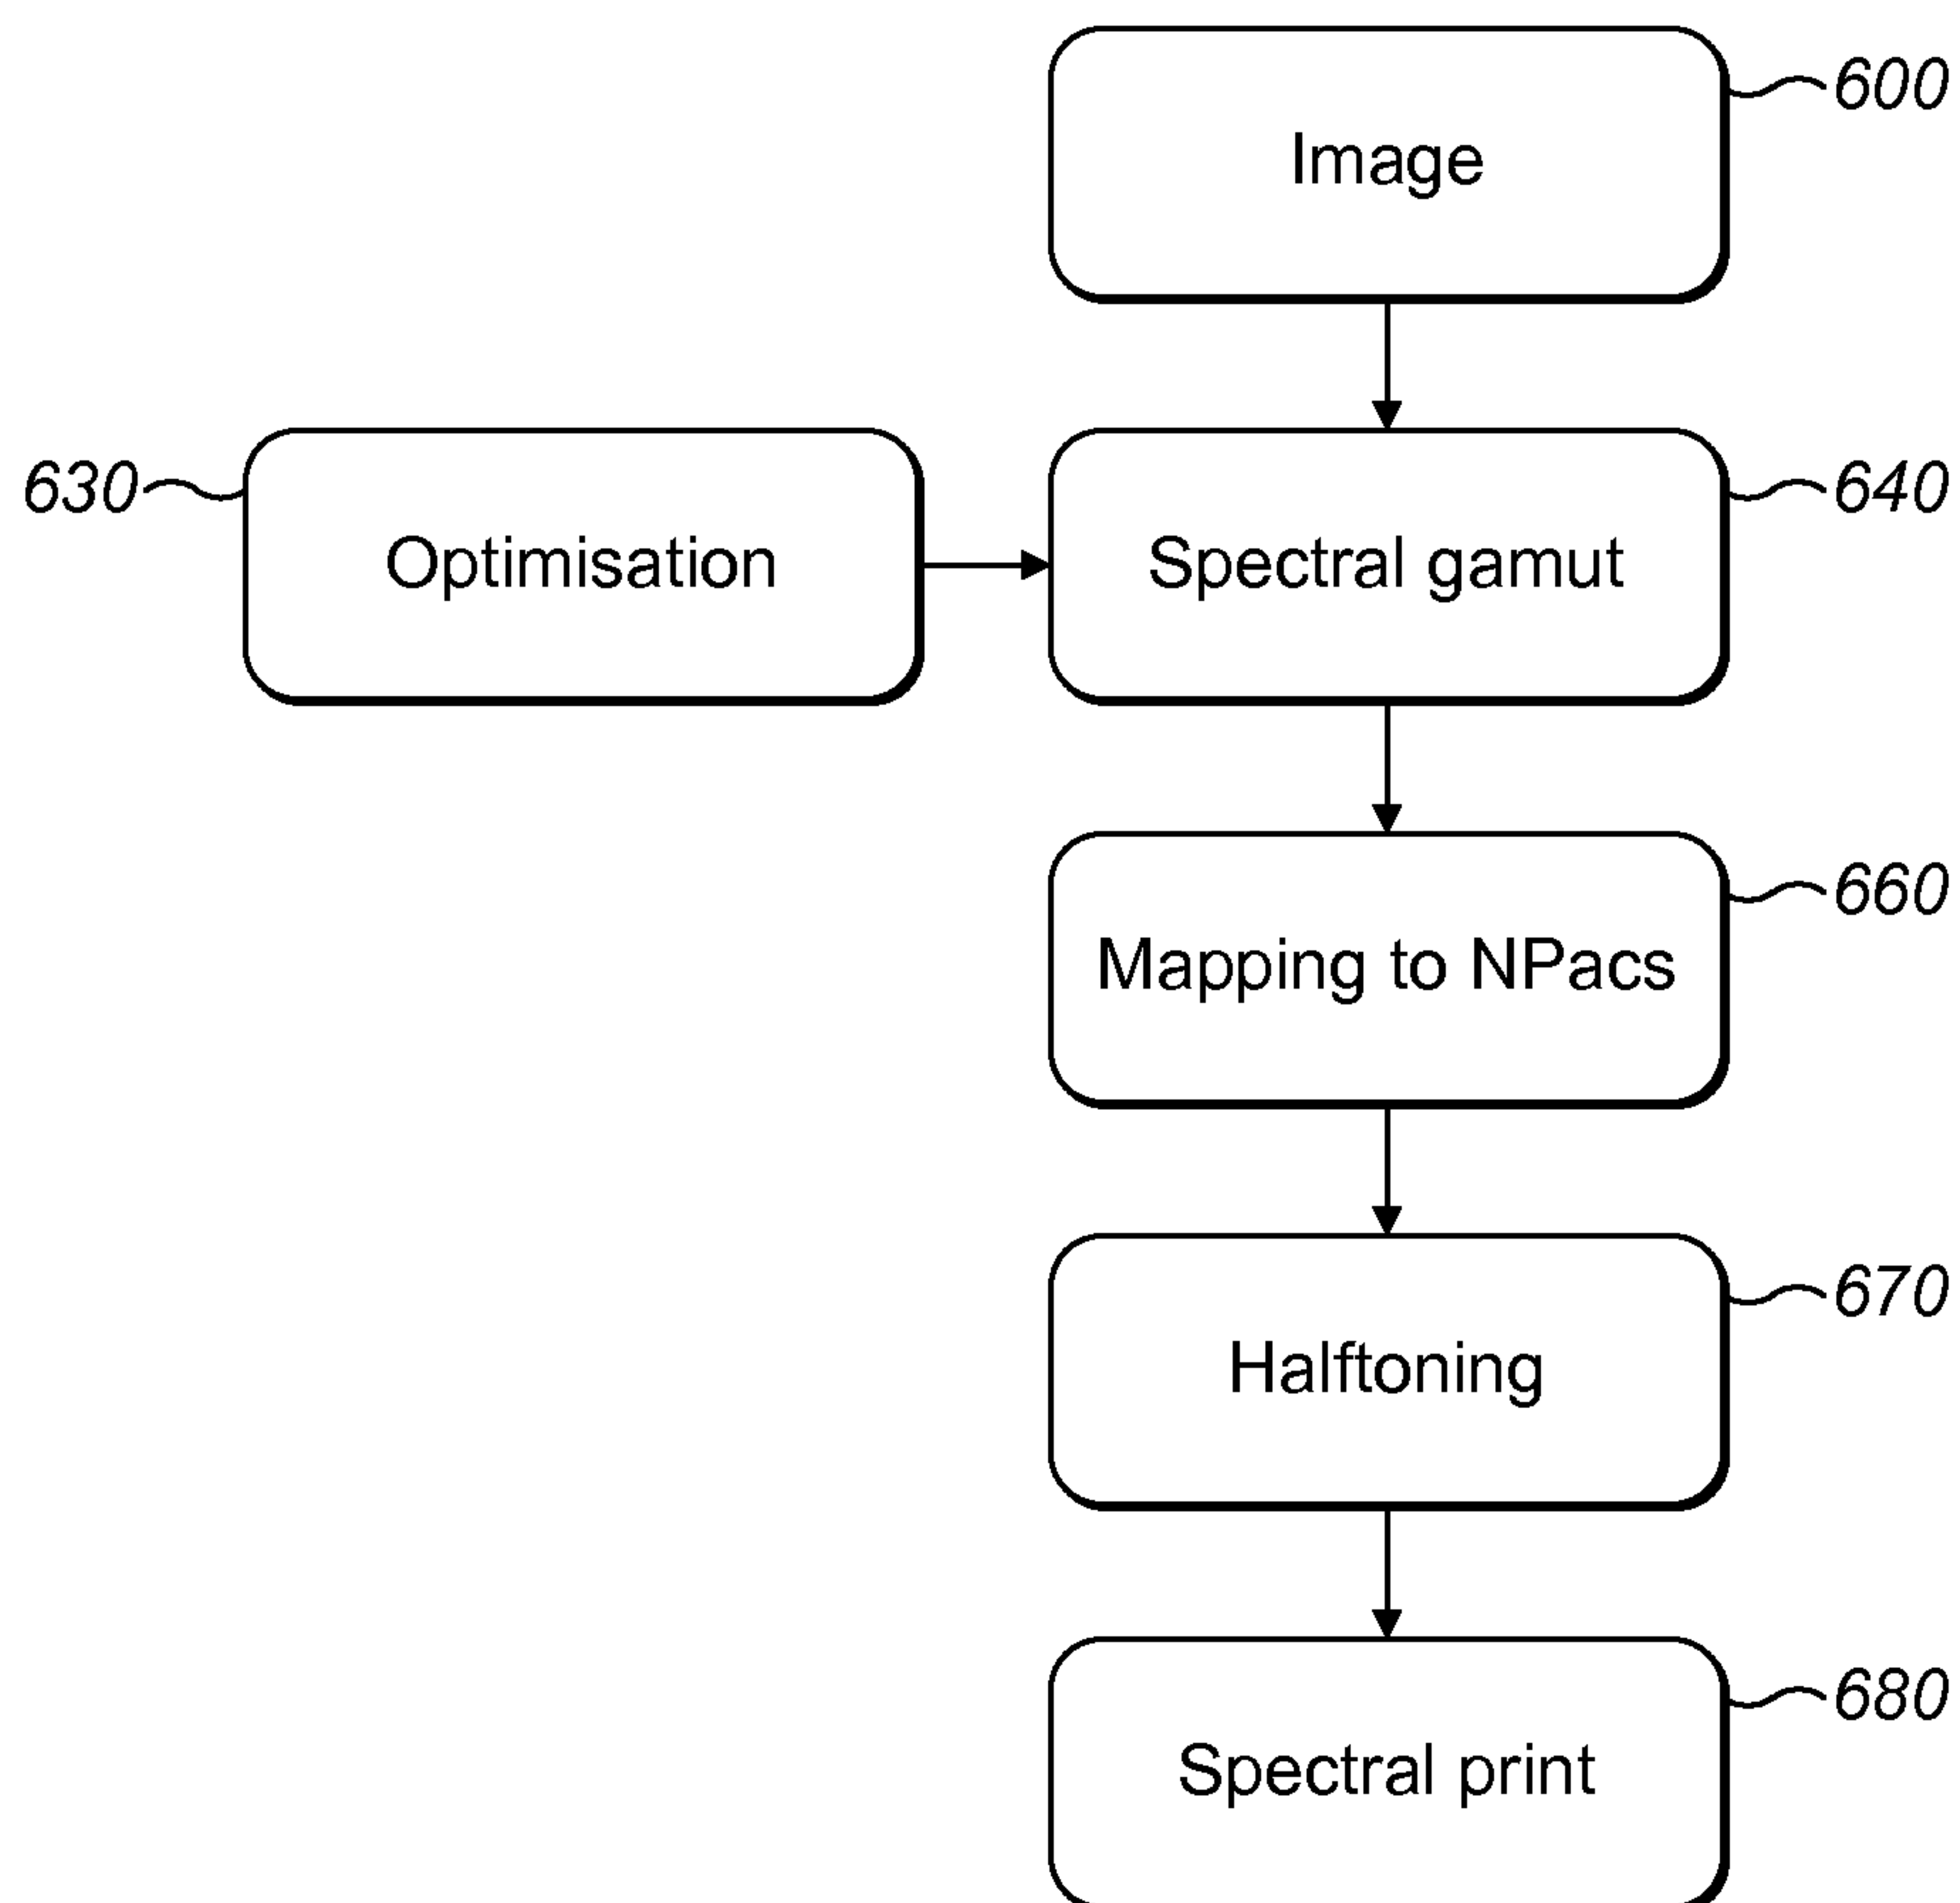 Image
600
630
Optimisation
Spectral gamut
640
Mapping to NPacs
660
Halftoning
670
Spectral print
680